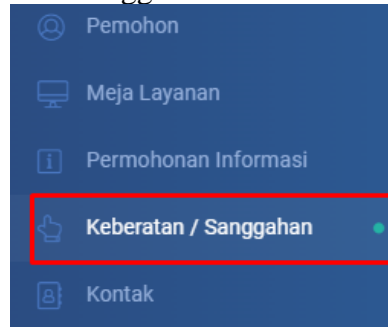 Pemohon
Meja Layanan
Permohonan Informasi
Keberatan / Sanggahan
Kontak